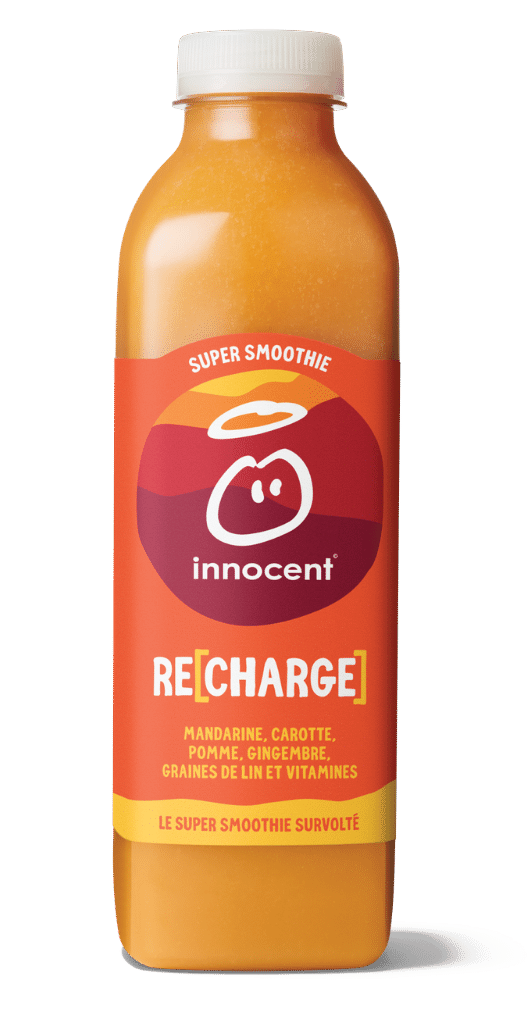 SUPER SMOOTHIE
innocent©
RE[CHARGE]
MANDARINE, CAROTTE,
POMME, GINGEMBRE,
GRAINES DE LIN ET VITAMINES
LE SUPER SMOOTHIE SURVOLTÉ